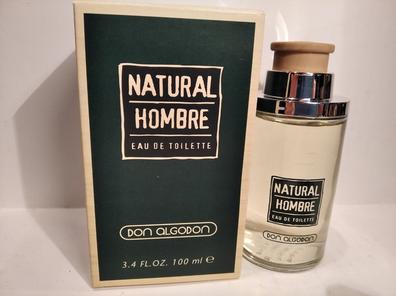 NATURAL
HOMBRE
EAU DE TOILETTE
DON ALGODON
3.4 FL.OZ. 100 ml e
NATURAL
HOMBRE
EAU DE TOILETTE
DON ALGODON